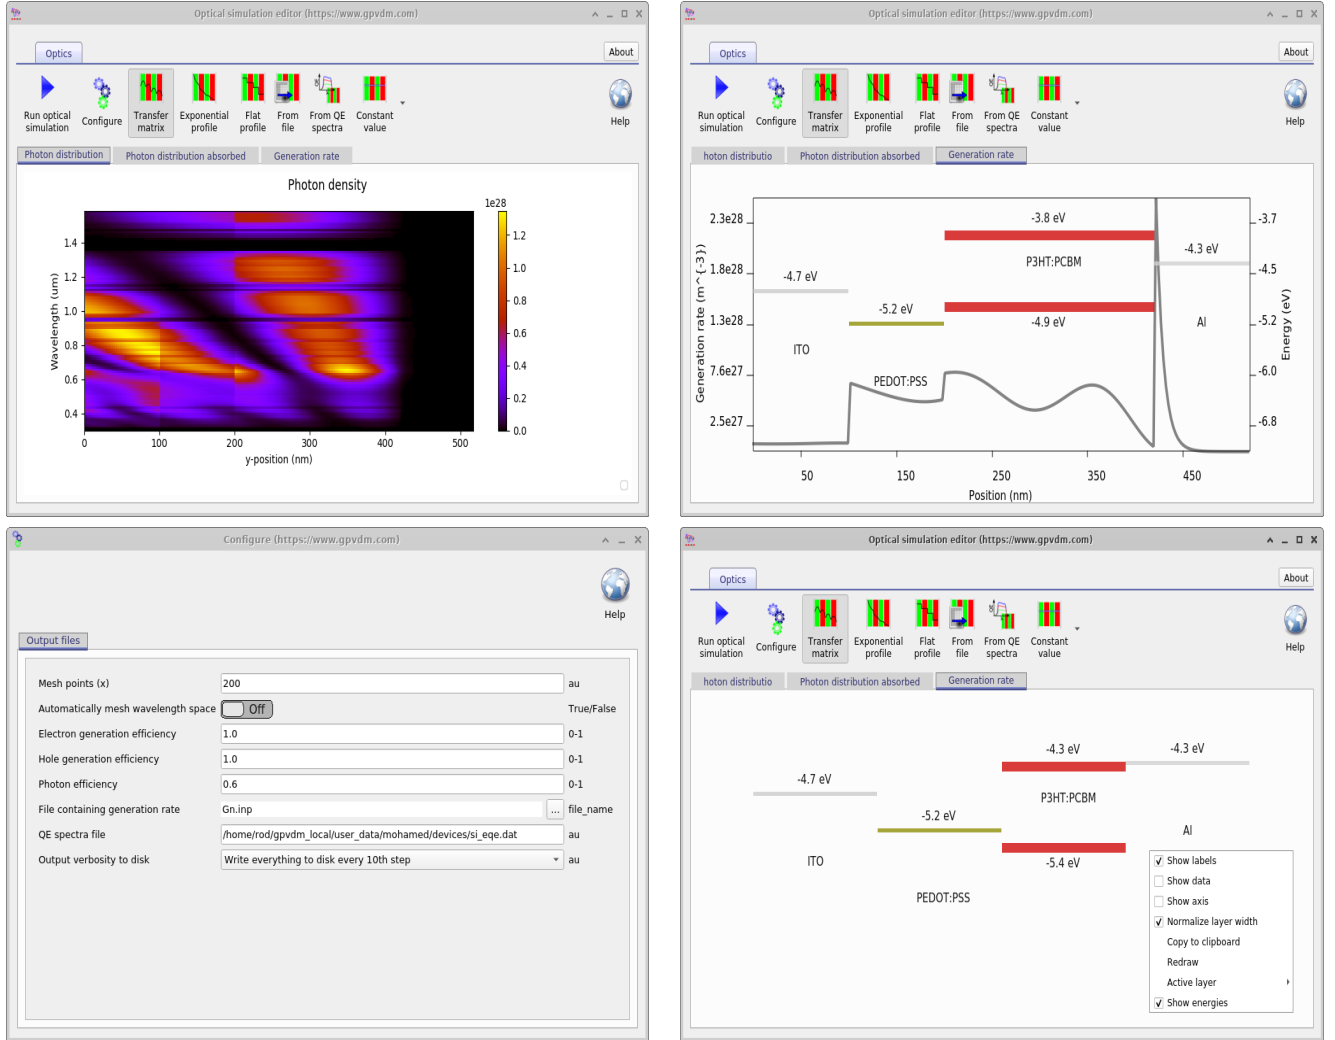 Optical simulation editor (https://www.gpvdm.com)
Optics
About
Run optical simulation
Configure
Transfer matrix
Exponential profile
Flat profile
From file
From QE spectra
Constant value
Help
Photon distribution
Photon distribution absorbed
Generation rate
Photon density
1e28
Wavelength (um)
1.4
1.2
1.0
0.8
0.6
0.4
0
100
200
300
400
500
y-position (nm)
1.2
1.0
0.8
0.6
0.4
0.2
0.0
Optical simulation editor (https://www.gpvdm.com)
Optics
About
Run optical simulation
Configure
Transfer matrix
Exponential profile
Flat profile
From file
From QE spectra
Constant value
Help
hoton distributio
Photon distribution absorbed
Generation rate
Generation rate (m^{-3})
2.3e28
1.8e28
1.3e28
7.6e27
2.5e27
-4.7 eV
ITO
-5.2 eV
PEDOT:PSS
-3.8 eV
P3HT:PCBM
-4.9 eV
-4.3 eV
Al
-3.7
-4.5
-5.2
-6.0
-6.8
Energy (eV)
50
150
250
350
450
Position (nm)
Configure (https://www.gpvdm.com)
Help
Output files
Mesh points (x) 200 au
Automatically mesh wavelength space Off True/False
Electron generation efficiency 1.0 0-1
Hole generation efficiency 1.0 0-1
Photon efficiency 0.6 0-1
File containing generation rate Gn.inp ... file_name
QE spectra file /home/rod/gpvdm_local/user_data/mohamed/devices/si_eqe.dat au
Output verbosity to disk Write everything to disk every 10th step au
Optical simulation editor (https://www.gpvdm.com)
Optics
About
Run optical simulation
Configure
Transfer matrix
Exponential profile
Flat profile
From file
From QE spectra
Constant value
Help
hoton distributio
Photon distribution absorbed
Generation rate
-4.7 eV
ITO
-5.2 eV
PEDOT:PSS
-4.3 eV
P3HT:PCBM
-5.4 eV
-4.3 eV
Al
Show labels
Show data
Show axis
Normalize layer width
Copy to clipboard
Redraw
Active layer
Show energies